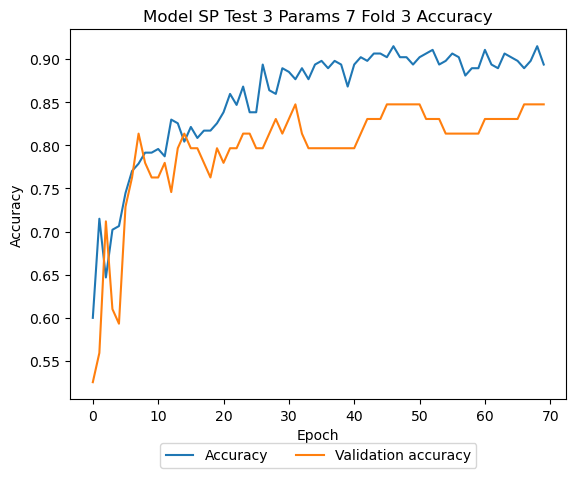 Model SP Test 3 Params 7 Fold 3 Accuracy
0.90
0.85
0.80
0.75
0.70
0.65
0.60
0.55
Accuracy
0 10 20 30 40 50 60 70
Epoch
Accuracy Validation accuracy